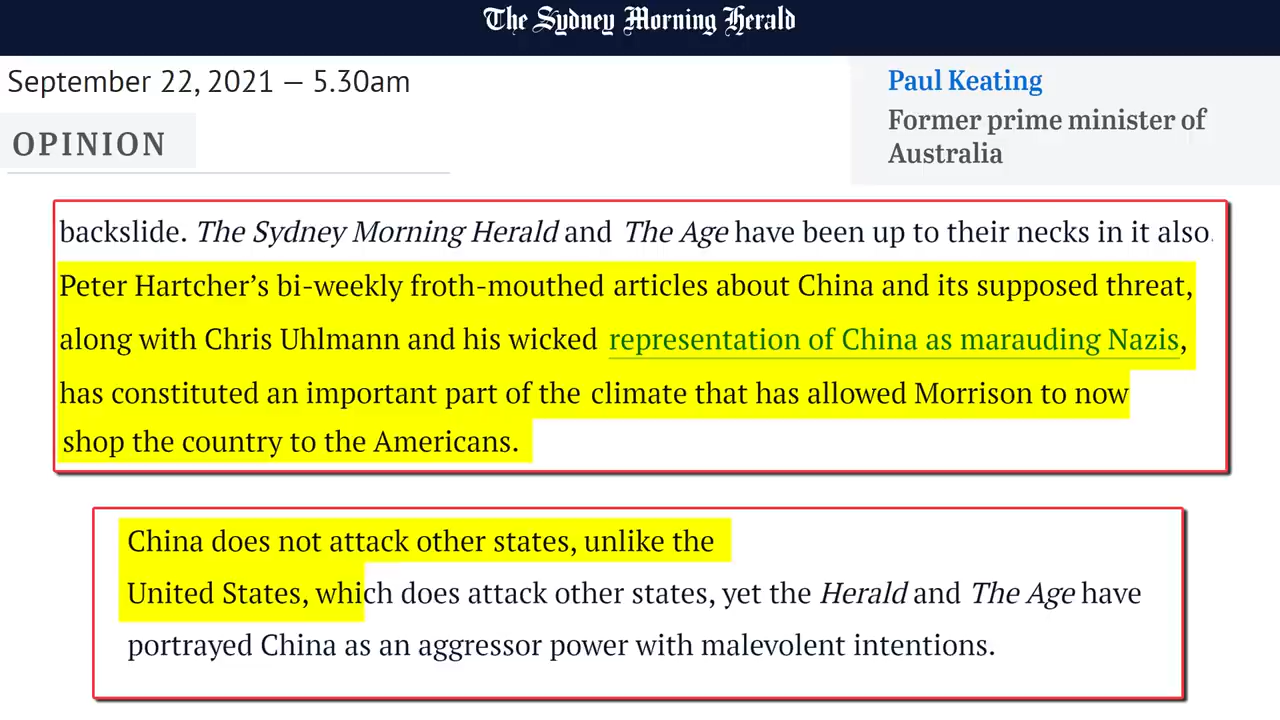 The Sydney Morning Herald
September 22, 2021 — 5.30am
OPINION
Paul Keating
Former prime minister of
Australia
backslide. The Sydney Morning Herald and The Age have been up to their necks in it also.
Peter Hartcher’s bi-weekly froth-mouthed articles about China and its supposed threat,
along with Chris Uhlmann and his wicked representation of China as marauding Nazis,
has constituted an important part of the climate that has allowed Morrison to now
shop the country to the Americans.
China does not attack other states, unlike the
United States, which does attack other states, yet the Herald and The Age have
portrayed China as an aggressor power with malevolent intentions.